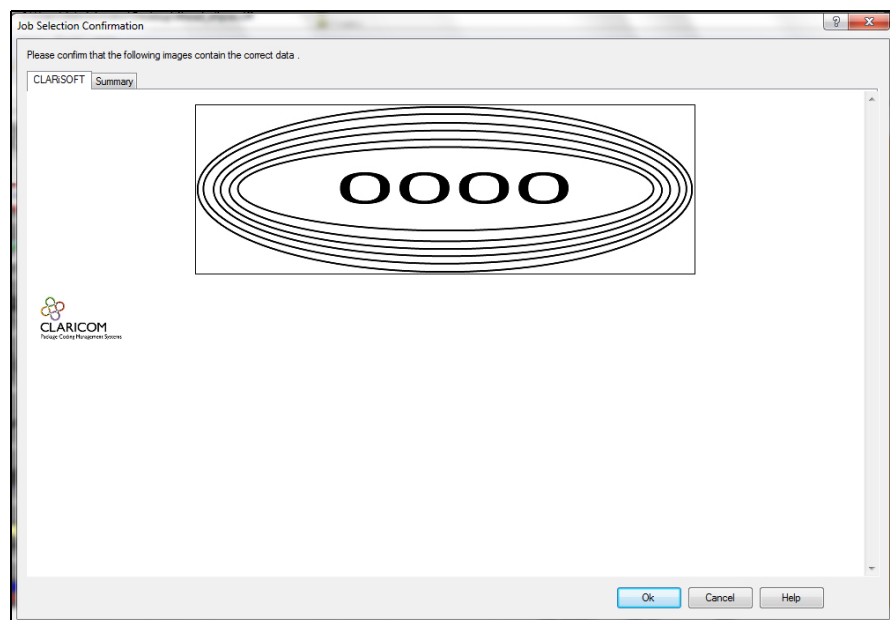 Job Selection Confirmation
?
X
Please confirm that the following images contain the correct data .
CLARiSOFT
Summary
OOOO
CLARICOM
Package Coding Management Systems
Ok
Cancel
Help